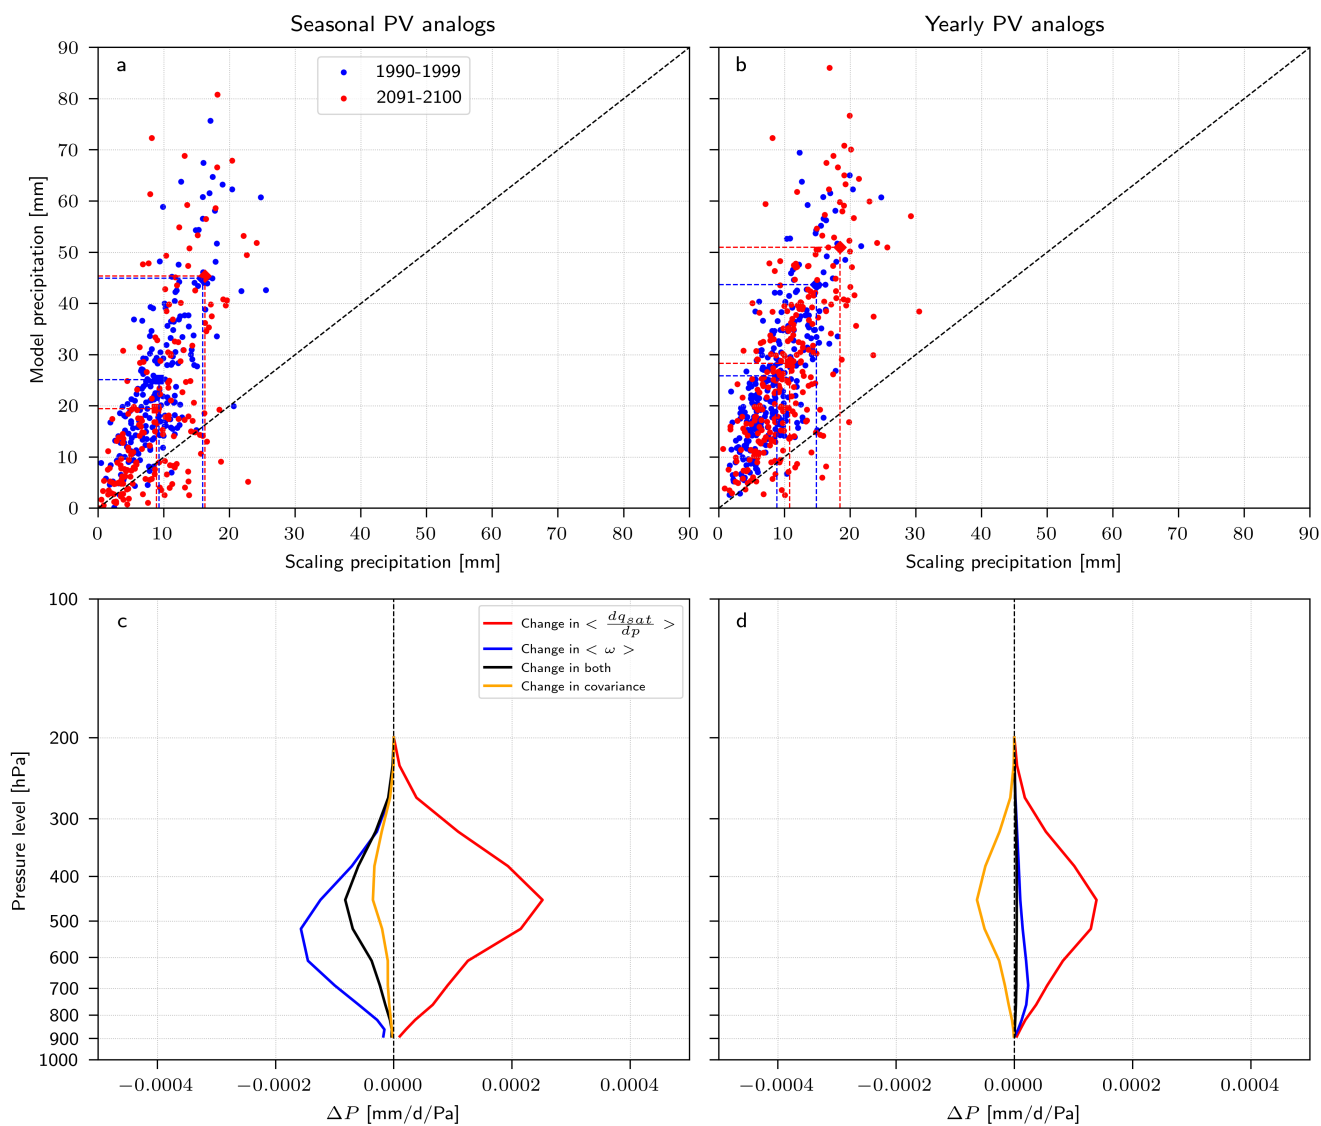 Seasonal PV analogs
Yearly PV analogs
a
1990-1999
2091-2100
b
90
80
70
60
50
40
30
20
10
0
Model precipitation [mm]
0 10 20 30 40 50 60 70 80 90
0 10 20 30 40 50 60 70 80 90
Scaling precipitation [mm]
Scaling precipitation [mm]
c
Change in < dq_sat/dp >
Change in < ω >
Change in both
Change in covariance
d
100
200
300
400
500
600
700
800
900
1000
Pressure level [hPa]
−0.0004 −0.0002 0.0000 0.0002 0.0004
−0.0004 −0.0002 0.0000 0.0002 0.0004
ΔP [mm/d/Pa]
ΔP [mm/d/Pa]